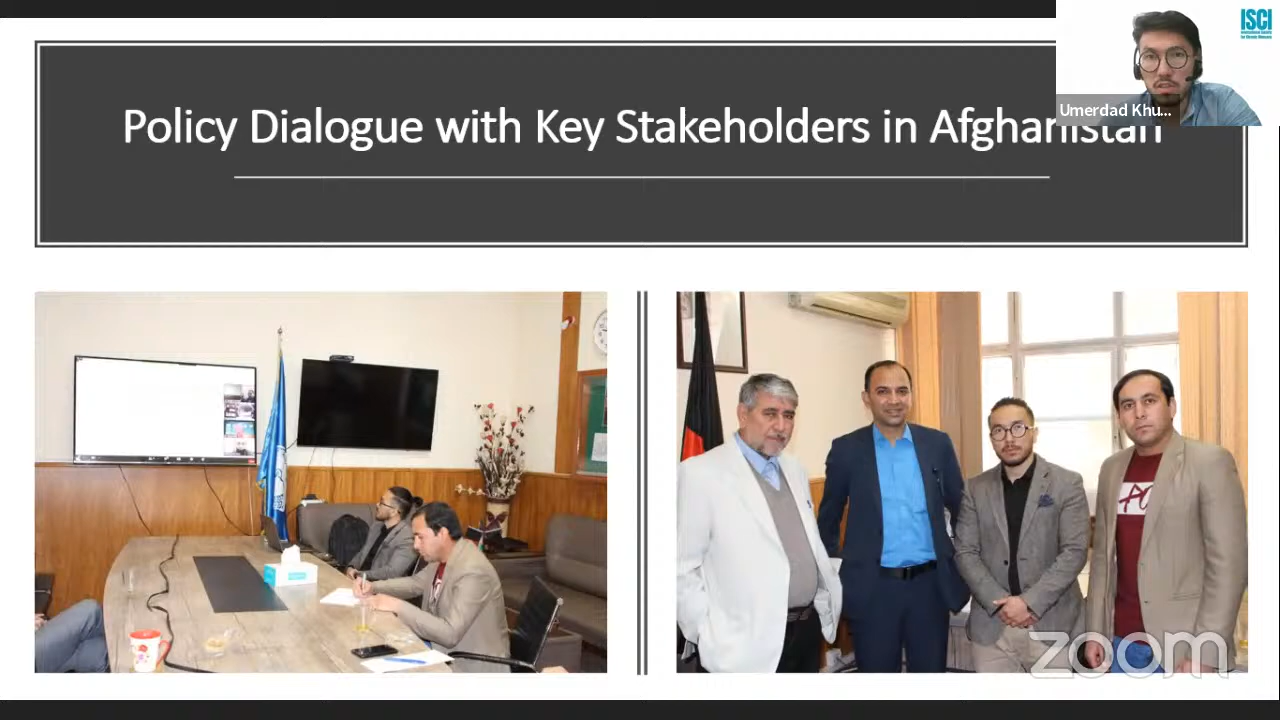 Policy Dialogue with Key Stakeholders in Afghanistan
ISCI
Umerdad Khu...
zoom